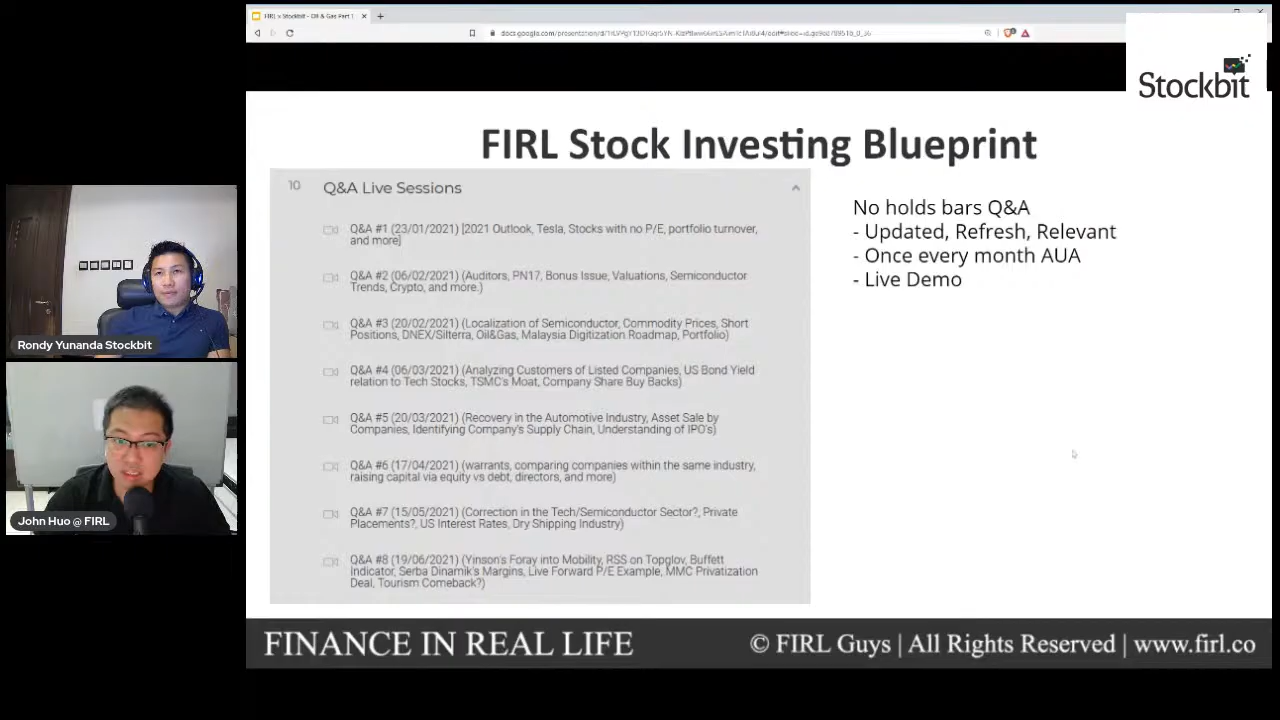 FIRL x Stockbit - Oil & Gas Part 1
Stockbit
FIRL Stock Investing Blueprint
10 Q&A Live Sessions
Q&A #1 (23/01/2021) [2021 Outlook, Tesla, Stocks with no P/E, portfolio turnover,
and more]
Q&A #2 (06/02/2021) (Auditors, PN17, Bonus Issue, Valuations, Semiconductor
Trends, Crypto, and more.)
Q&A #3 (20/02/2021) (Localization of Semiconductor, Commodity Prices, Short
Positions, DNEX/Silterra, Oil&Gas, Malaysia Digitization Roadmap, Portfolio)
Q&A #4 (06/03/2021) (Analyzing Customers of Listed Companies, US Bond Yield
relation to Tech Stocks, TSMC's Moat, Company Share Buy Backs)
Q&A #5 (20/03/2021) (Recovery in the Automotive Industry, Asset Sale by
Companies, Identifying Company's Supply Chain, Understanding of IPO's)
Q&A #6 (17/04/2021) (warrants, comparing companies within the same industry,
raising capital via equity vs debt, directors, and more)
Q&A #7 (15/05/2021) (Correction in the Tech/Semiconductor Sector?, Private
Placements?, US Interest Rates, Dry Shipping Industry)
Q&A #8 (19/06/2021) (Yinson's Foray into Mobility, RSS on Topglov, Buffett
Indicator, Serba Dinamik's Margins, Live Forward P/E Example, MMC Privatization
Deal, Tourism Comeback?)
No holds bars Q&A
- Updated, Refresh, Relevant
- Once every month AUA
- Live Demo
Rondy Yunanda Stockbit
John Huo @ FIRL
FINANCE IN REAL LIFE
© FIRL Guys | All Rights Reserved | www.firl.co